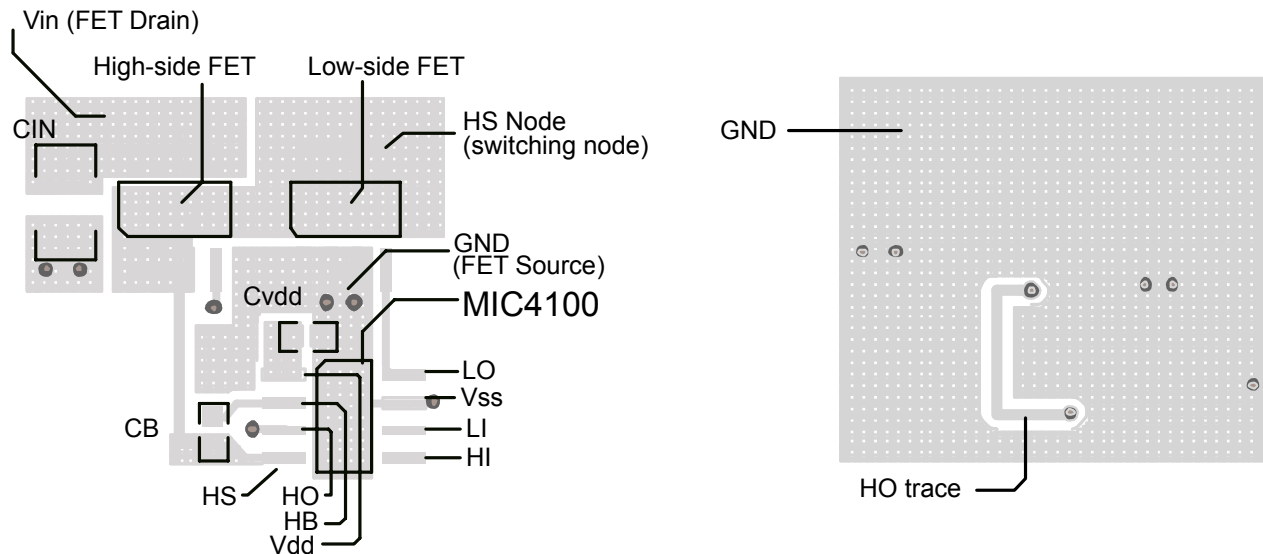 Vin (FET Drain)
High-side FET
Low-side FET
CIN
HS Node
(switching node)
GND
(FET Source)
Cvdd
MIC4100
LO
Vss
LI
HI
CB
HS
HO
HB
Vdd
GND
HO trace